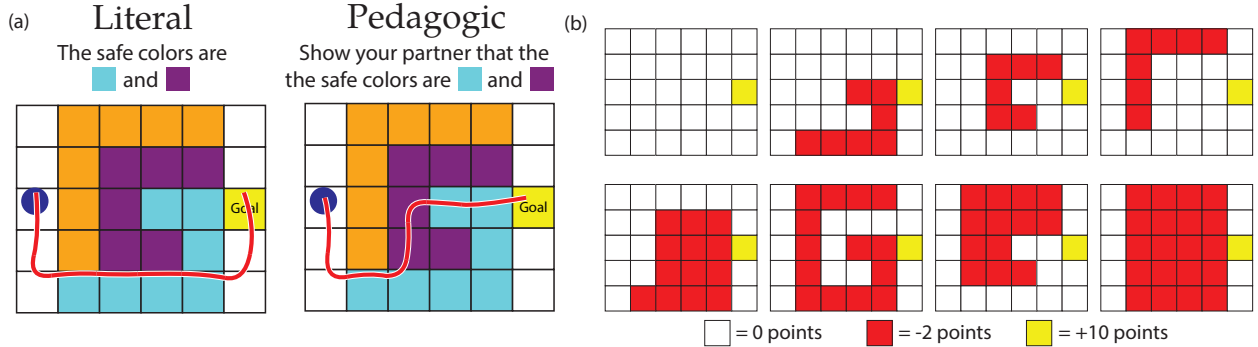 (a)
Literal
The safe colors are
and
Goal
Pedagogic
Show your partner that the
the safe colors are and
Goal
(b)
= 0 points
= -2 points
= +10 points